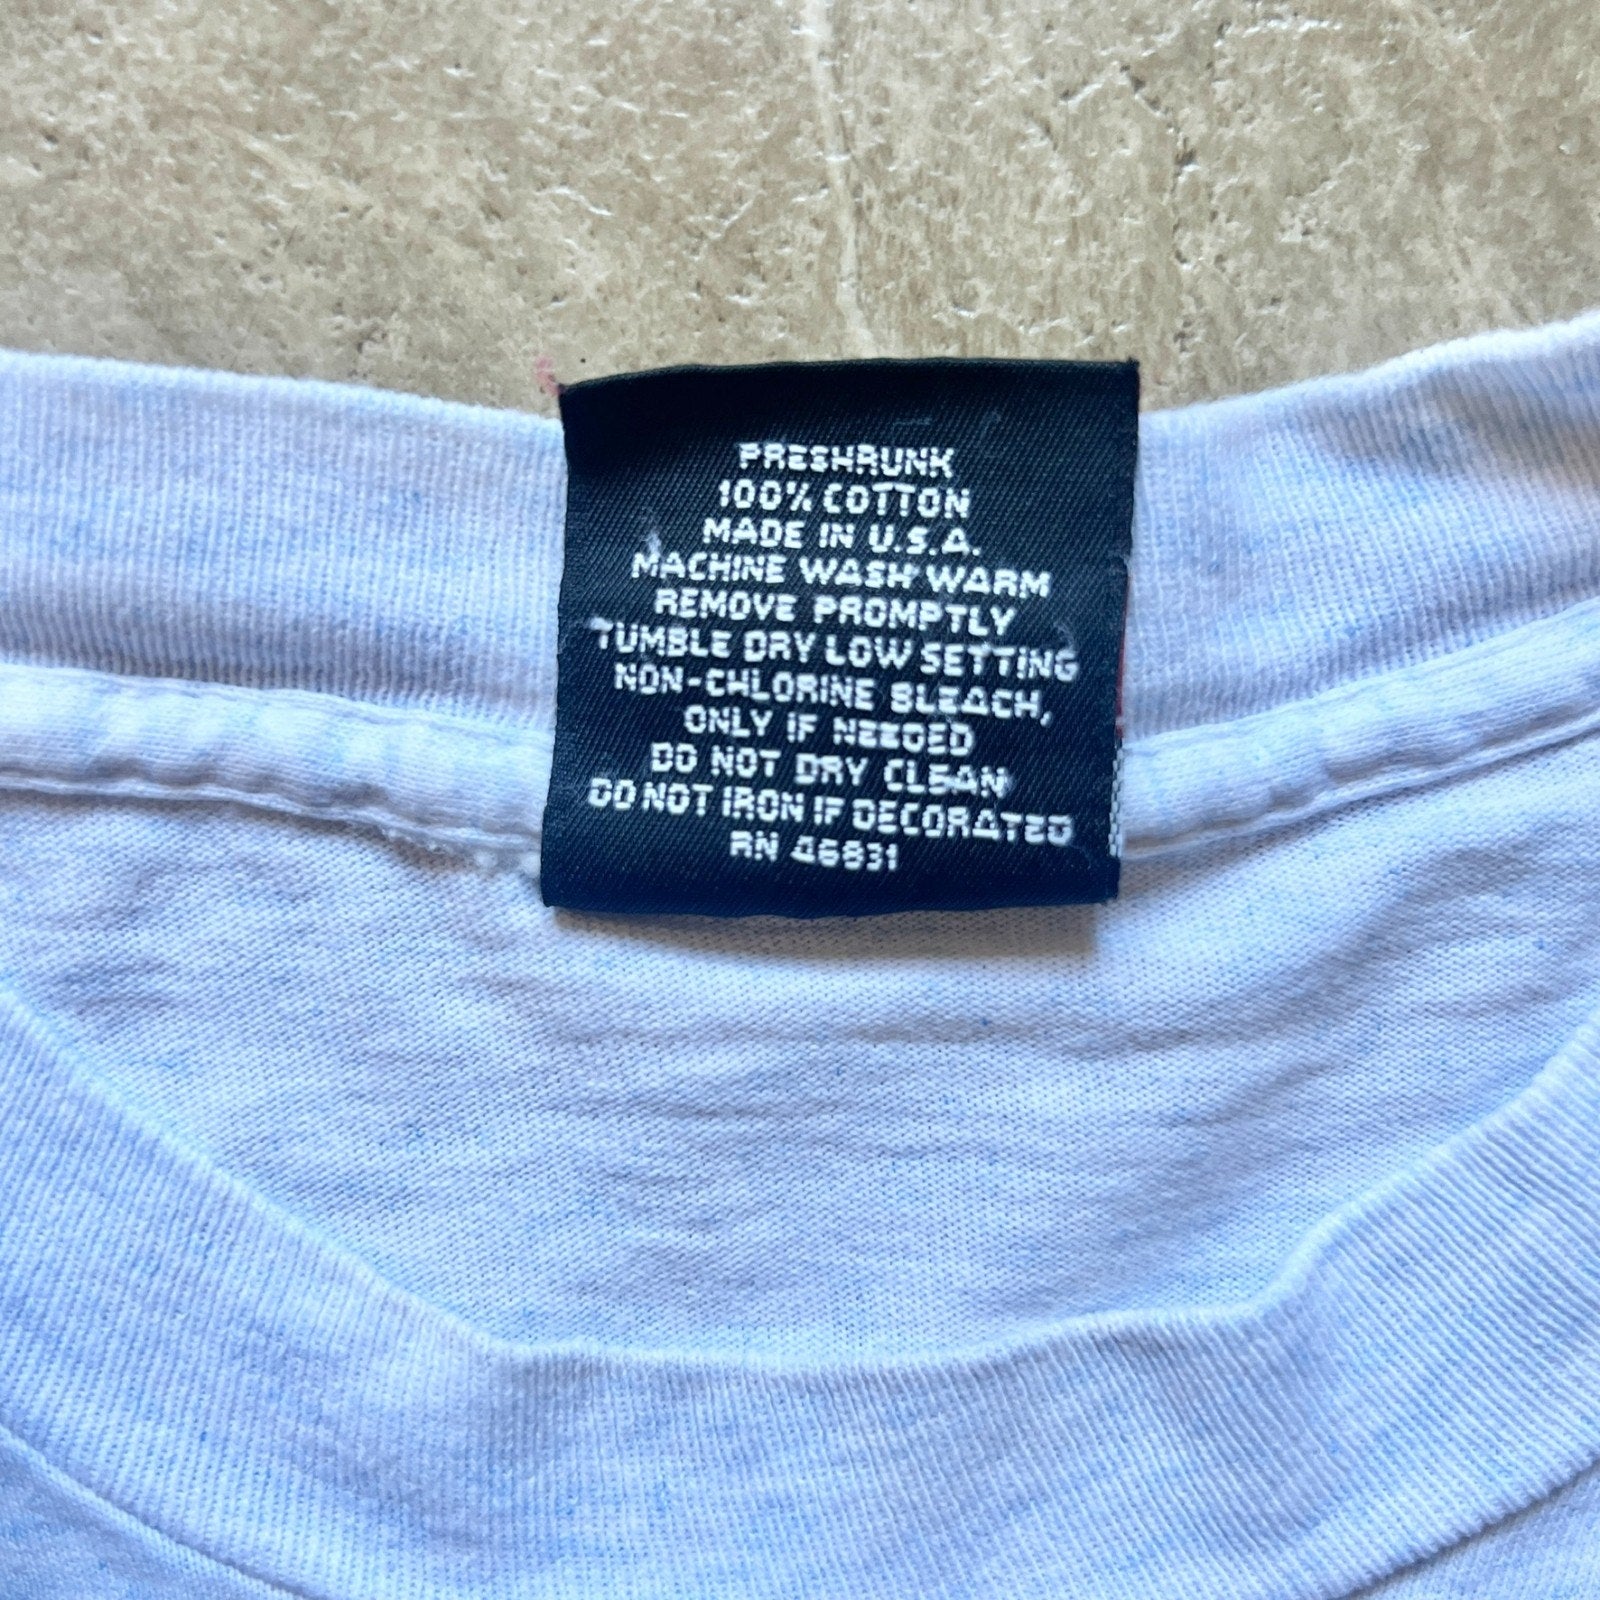 PRESHRUNK
100% COTTON
MADE IN U.S.A.
MACHINE WASH WARM
REMOVE PROMPTLY
TUMBLE DRY LOW SETTING
NON-CHLORINE BLEACH,
ONLY IF NEEDED
DO NOT DRY CLEAN
DO NOT IRON IF DECORATED
RN 46831